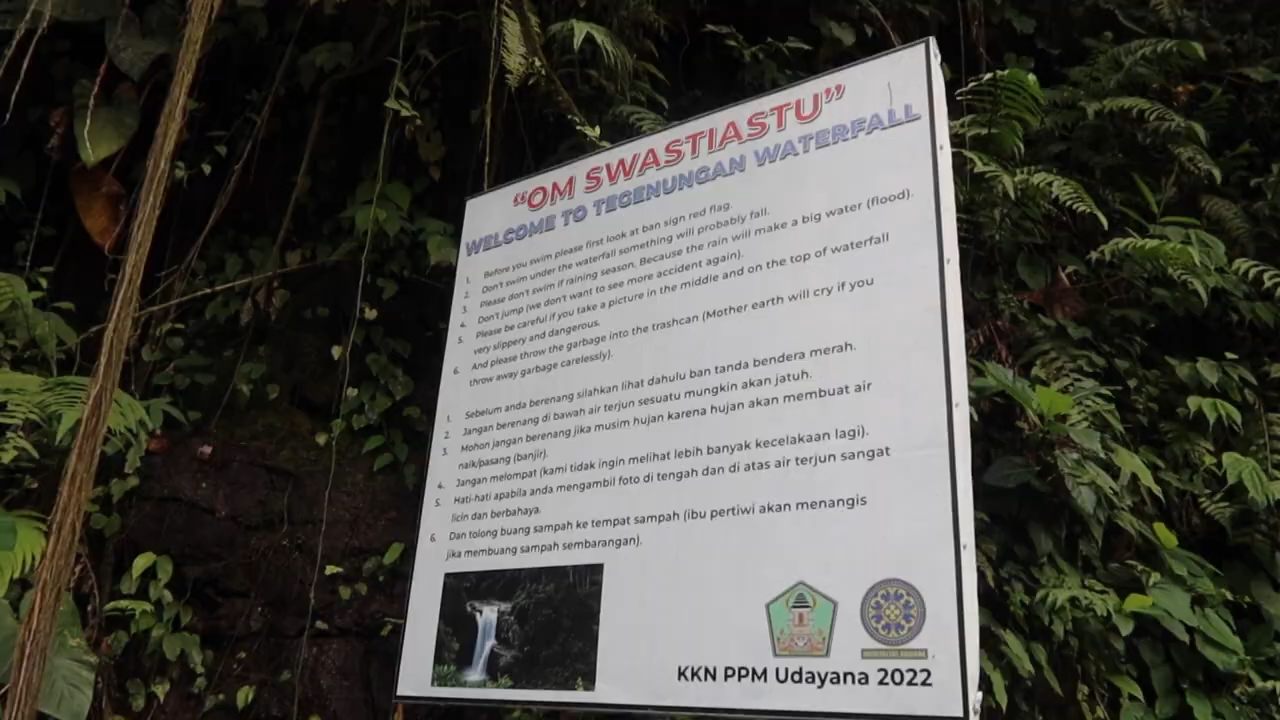 “OM SWASTIASTU”
WELCOME TO TEGENUNGAN WATERFALL
1. Before you swim please first look at ban sign red flag.
2. Don't swim under the waterfall something will probably fall.
3. Please don't swim if raining season. Because the rain will make a big water (flood).
4. Don't jump (we don't want to see more accident again).
5. Please be careful if you take a picture in the middle and on the top of waterfall
very slippery and dangerous.
6. And please throw the garbage into the trashcan (Mother earth will cry if you
throw away garbage carelessly).
1. Sebelum anda berenang silahkan lihat dahulu ban tanda bendera merah.
2. Jangan berenang di bawah air terjun sesuatu mungkin akan jatuh.
3. Mohon jangan berenang jika musim hujan karena hujan akan membuat air
naik/pasang (banjir).
4. Jangan melompat (kami tidak ingin melihat lebih banyak kecelakaan lagi).
5. Hati-hati apabila anda mengambil foto di tengah dan di atas air terjun sangat
licin dan berbahaya.
6. Dan tolong buang sampah ke tempat sampah (ibu pertiwi akan menangis
jika membuang sampah sembarangan).
UNIVERSITAS UDAYANA
KKN PPM Udayana 2022